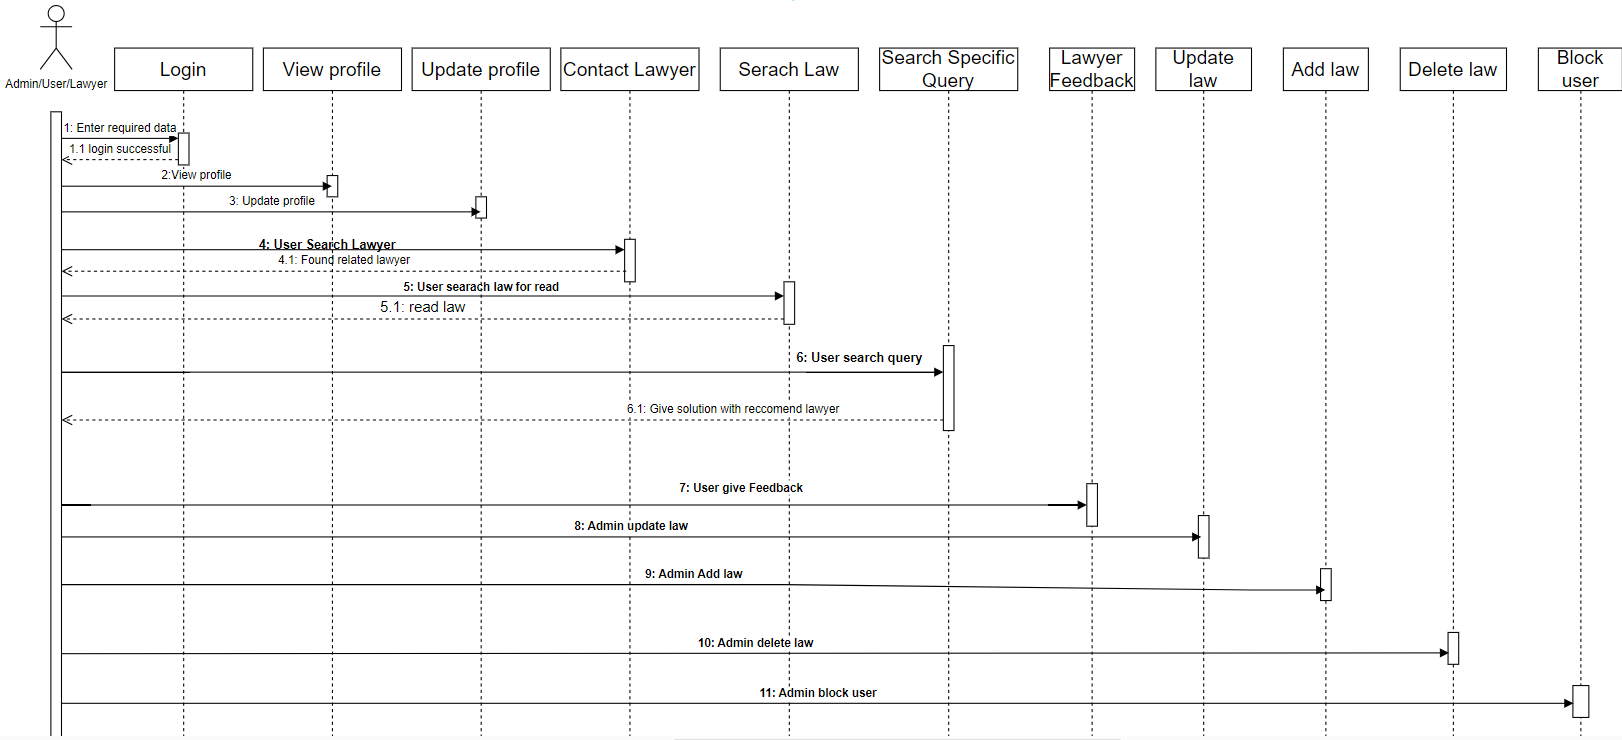 Admin/User/Lawyer
Login
View profile
Update profile
Contact Lawyer
Serach Law
Search Specific
Query
Lawyer
Feedback
Update
law
Add law
Delete law
Block
user
1: Enter required data
1.1 login successful
2:View profile
3: Update profile
4: User Search Lawyer
4.1: Found related lawyer
5: User searach law for read
5.1: read law
6: User search query
6.1: Give solution with reccomend lawyer
7: User give Feedback
8: Admin update law
9: Admin Add law
10: Admin delete law
11: Admin block user